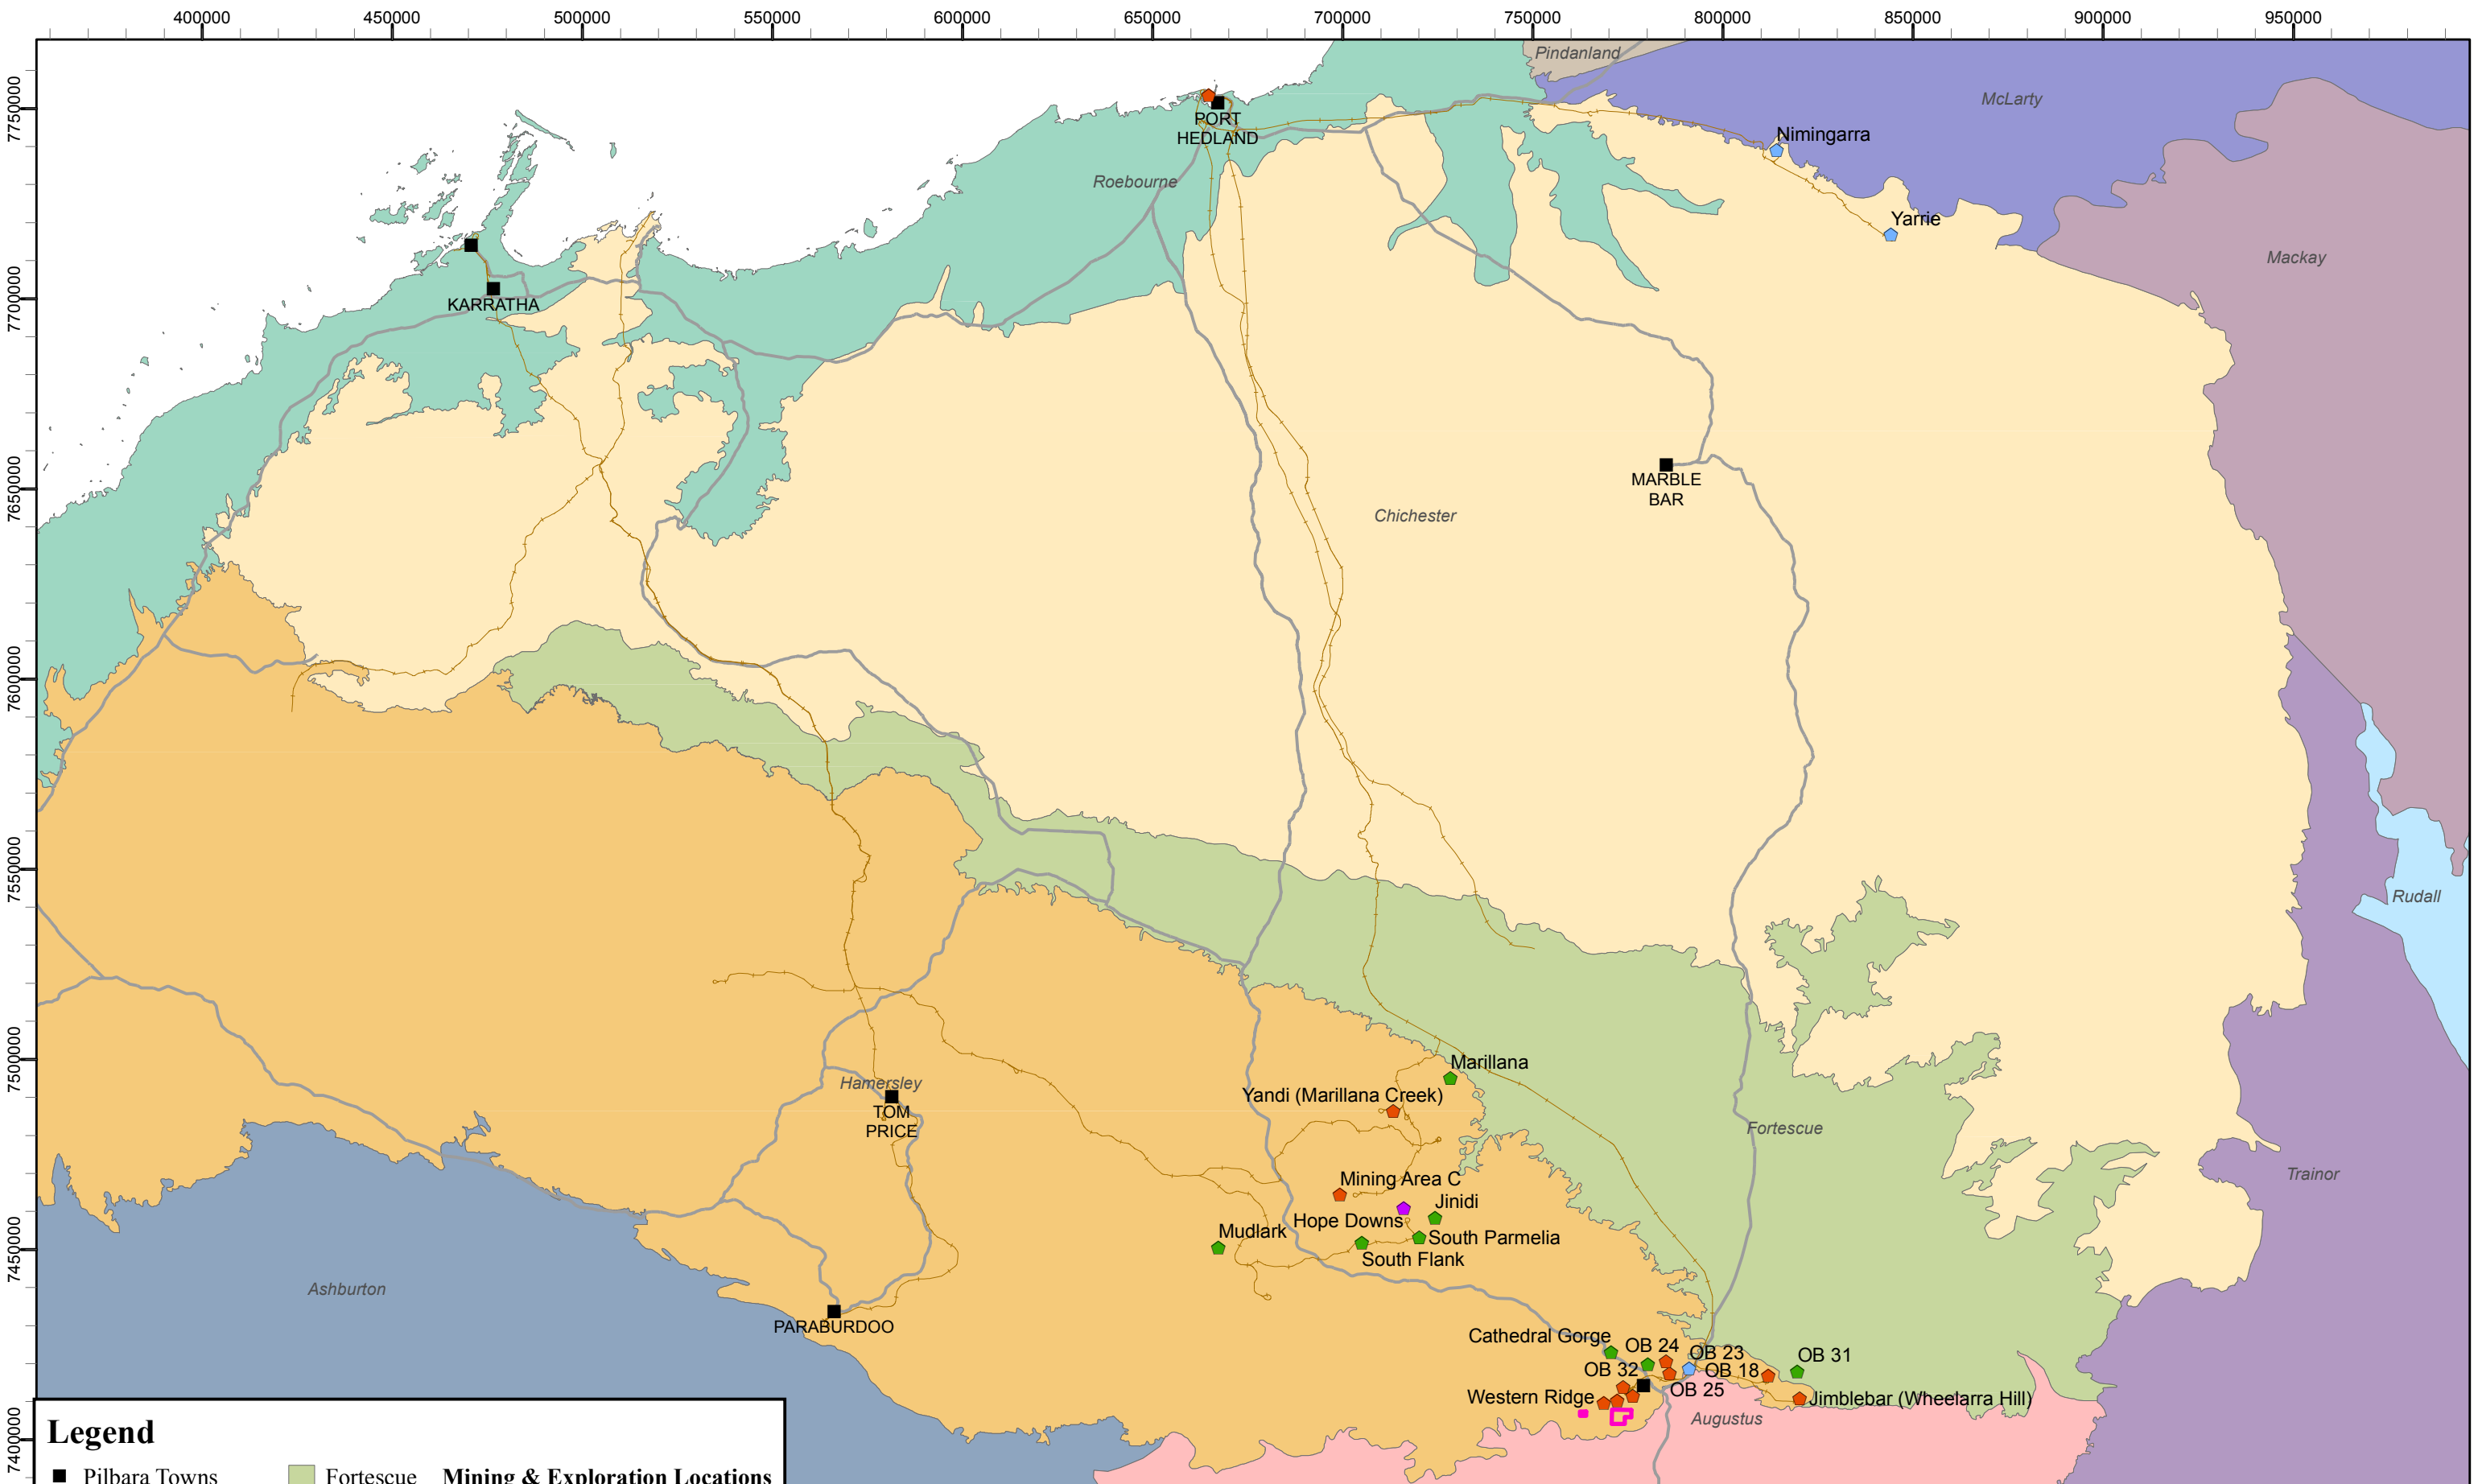 400000 450000 500000 550000 600000 650000 700000 750000 800000 850000 900000 950000
7750000
7700000
7650000
7600000
7550000
7500000
7450000
7400000
Pindanland
McLarty
PORT
HEDLAND
Nimingarra
Roebourne
Yarrie
Mackay
KARRATHA
MARBLE
BAR
Chichester
Rudall
Marillana
Hamersley
Yandi (Marillana Creek)
TOM
PRICE
Fortescue
Trainor
Mining Area C
Jinidi
Hope Downs
Mudlark
South Parmelia
South Flank
Ashburton
PARABURDOO
Cathedral Gorge
OB 24
OB 23
OB 31
OB 32
OB 18
OB 25
Western Ridge
Jimblebar (Wheelarra Hill)
Augustus
Legend
Pilbara Towns
Fortescue
Mining & Exploration Locations